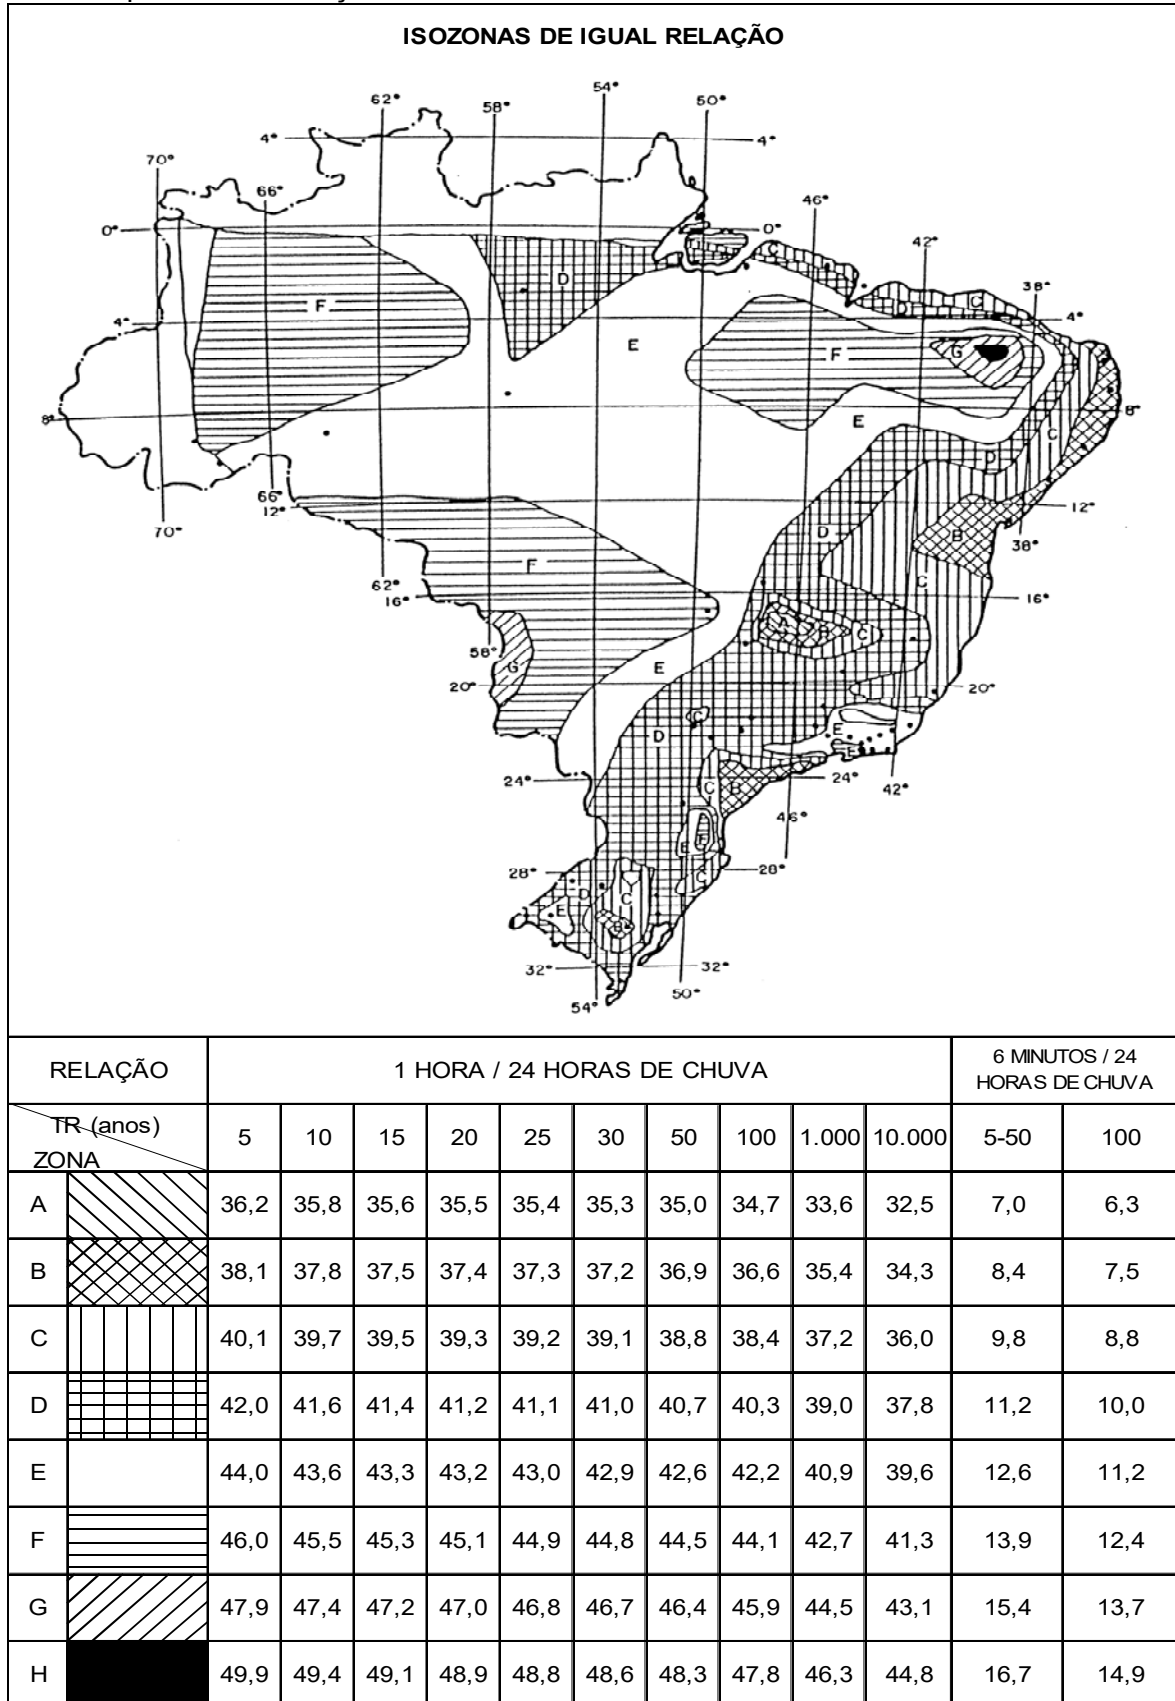 ISOZONAS DE IGUAL RELAÇÃO
62° 58° 54° 50°
4° 4°
70° 66° 46°
0° 0° 42°
C
D C 38°
F D 4°
4° E F G
8° E C 8°
D
66°
12° 12°
70° D B 38°
F
62° C
16° 16°
A B C
58° E
G
20° 20°
C
D E
E
24° C B 24° 42°
46°
E F
28° C 28°
D C
E B
32° 32°
54° 50°
RELAÇÃO 1 HORA / 24 HORAS DE CHUVA 6 MINUTOS / 24 HORAS DE CHUVA
TR (anos) 5 10 15 20 25 30 50 100 1.000 10.000 5-50 100
ZONA
A 36,2 35,8 35,6 35,5 35,4 35,3 35,0 34,7 33,6 32,5 7,0 6,3
B 38,1 37,8 37,5 37,4 37,3 37,2 36,9 36,6 35,4 34,3 8,4 7,5
C 40,1 39,7 39,5 39,3 39,2 39,1 38,8 38,4 37,2 36,0 9,8 8,8
D 42,0 41,6 41,4 41,2 41,1 41,0 40,7 40,3 39,0 37,8 11,2 10,0
E 44,0 43,6 43,3 43,2 43,0 42,9 42,6 42,2 40,9 39,6 12,6 11,2
F 46,0 45,5 45,3 45,1 44,9 44,8 44,5 44,1 42,7 41,3 13,9 12,4
G 47,9 47,4 47,2 47,0 46,8 46,7 46,4 45,9 44,5 43,1 15,4 13,7
H 49,9 49,4 49,1 48,9 48,8 48,6 48,3 47,8 46,3 44,8 16,7 14,9